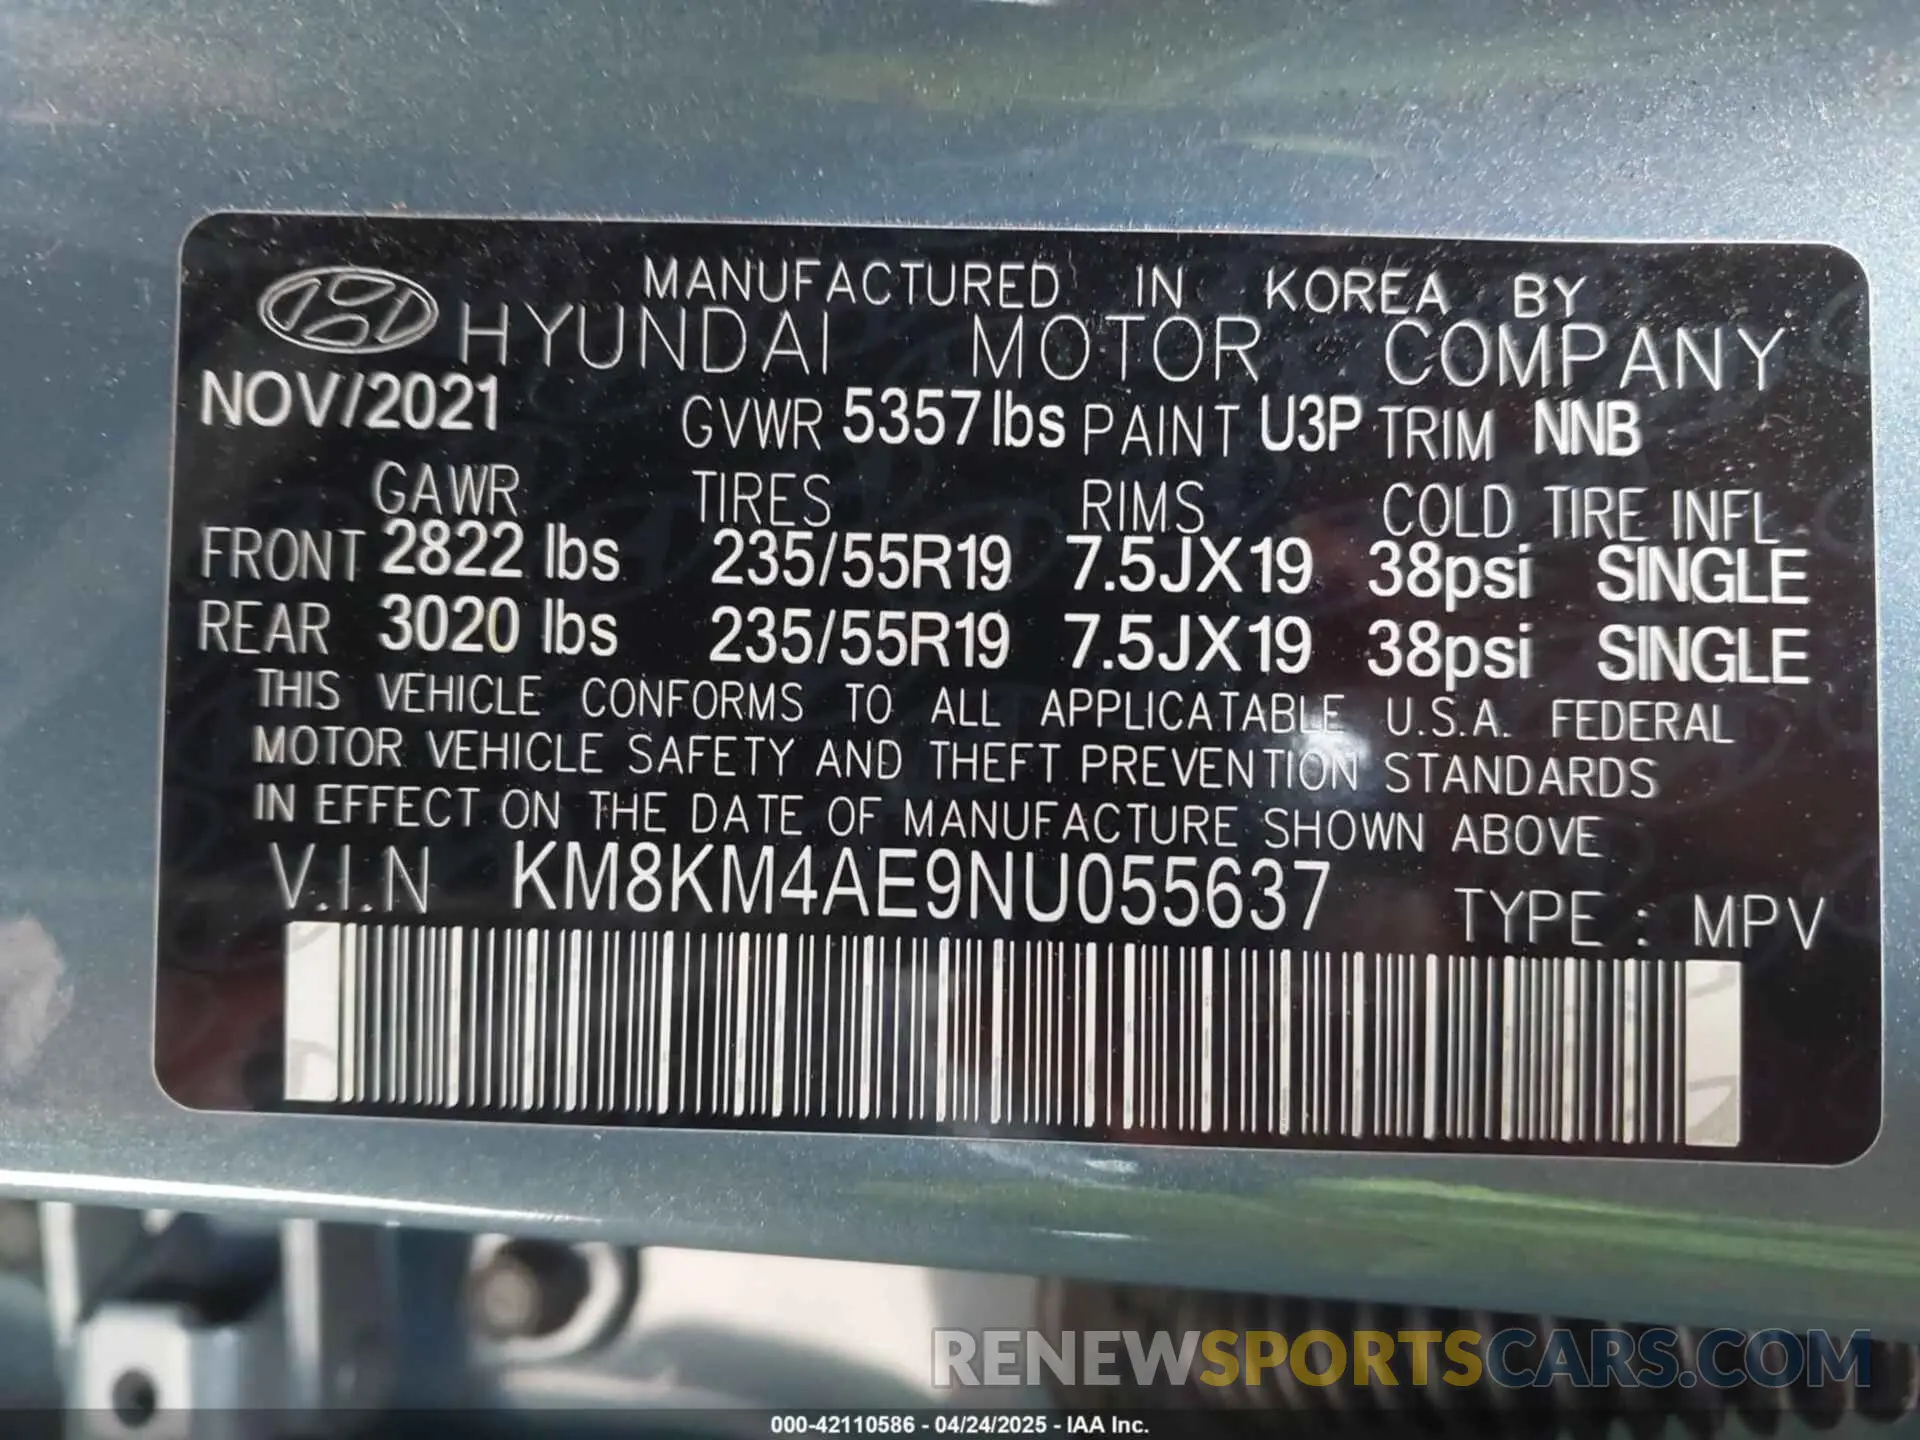 MANUFACTURED IN KOREA BY
HYUNDAI MOTOR COMPANY
NOV/2021 GVWR 5357 lbs PAINT U3P TRIM NNB
GAWR TIRES RIMS COLD TIRE INFL
FRONT 2822 lbs 235/55R19 7.5JX19 38psi SINGLE
REAR 3020 lbs 235/55R19 7.5JX19 38psi SINGLE
THIS VEHICLE CONFORMS TO ALL APPLICATABLE U.S.A. FEDERAL
MOTOR VEHICLE SAFETY AND THEFT PREVENTION STANDARDS
IN EFFECT ON THE DATE OF MANUFACTURE SHOWN ABOVE
V.I.N KM8KM4AE9NU055637 TYPE : MPV
RENEWSPORTSCARS.COM
000-42110586 - 04/24/2025 - IAA Inc.